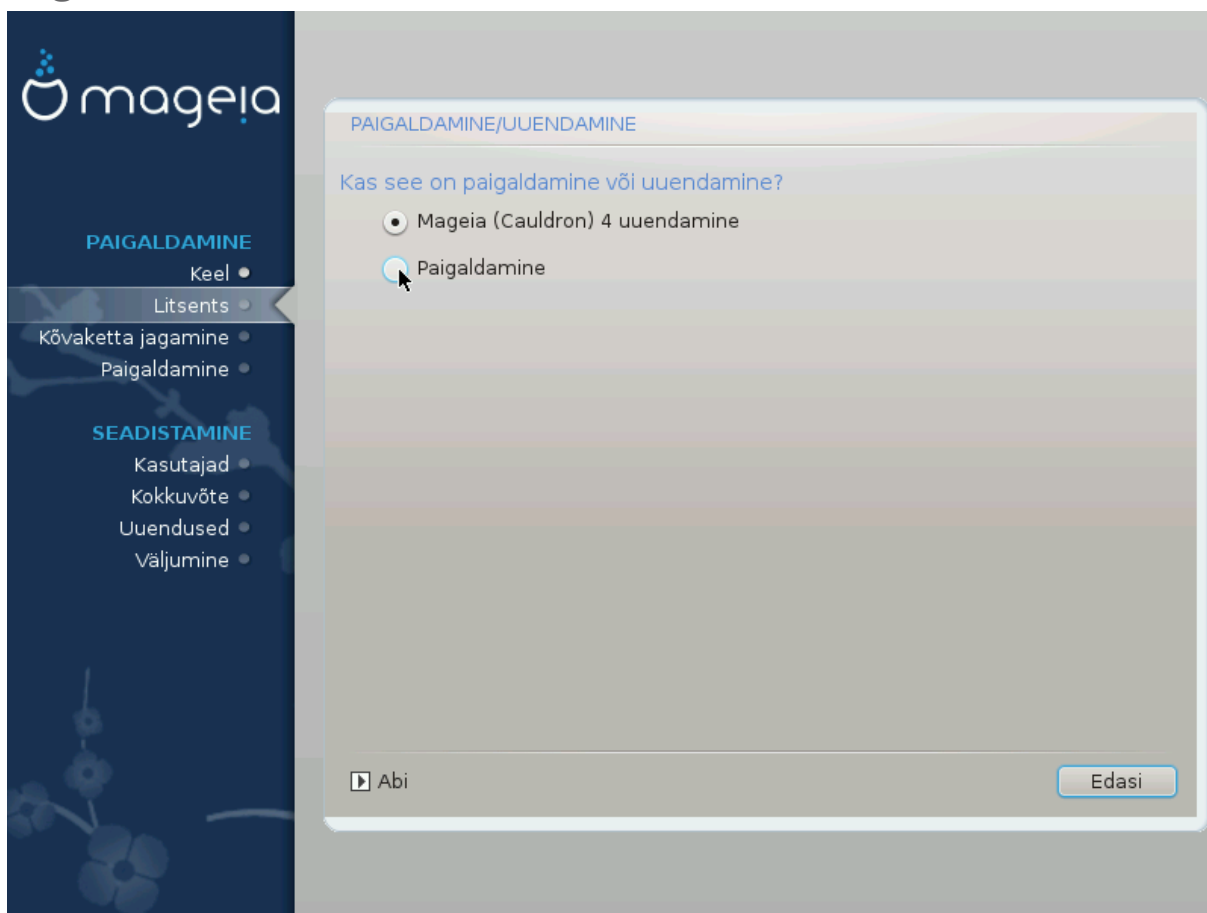 mageia
PAIGALDAMINE
Keel
Litsents
Kõvaketta jagamine
Paigaldamine
SEADISTAMINE
Kasutajad
Kokkuvõte
Uuendused
Väljumine
PAIGALDAMINE/UUENDAMINE
Kas see on paigaldamine või uuendamine?
Mageia (Cauldron) 4 uuendamine
Paigaldamine
Abi
Edasi